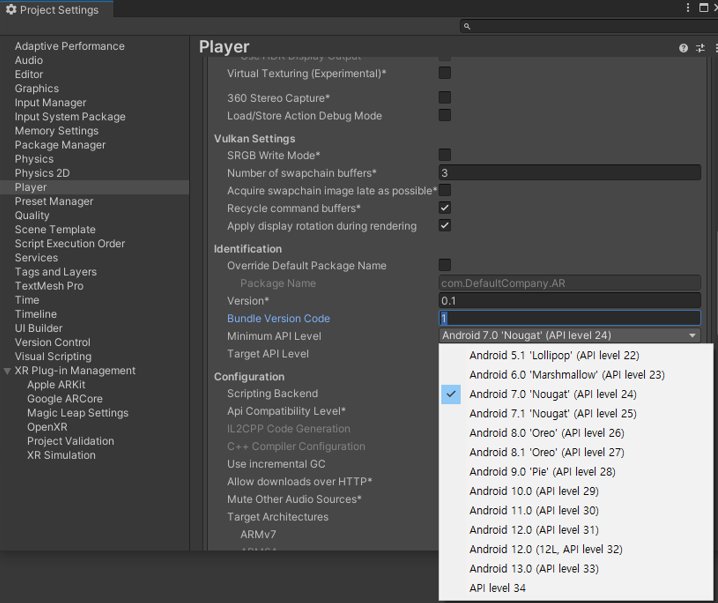 Project Settings
Adaptive Performance
Audio
Editor
Graphics
Input Manager
Input System Package
Memory Settings
Package Manager
Physics
Physics 2D
Player
Preset Manager
Quality
Scene Template
Script Execution Order
Services
Tags and Layers
TextMesh Pro
Time
Timeline
UI Builder
Version Control
Visual Scripting
XR Plug-in Management
Apple ARKit
Google ARCore
Magic Leap Settings
OpenXR
Project Validation
XR Simulation
Player
Use HDR Display Output
Virtual Texturing (Experimental)*
360 Stereo Capture*
Load/Store Action Debug Mode
Vulkan Settings
SRGB Write Mode*
Number of swapchain buffers* 3
Acquire swapchain image late as possible*
Recycle command buffers*
Apply display rotation during rendering
Identification
Override Default Package Name
Package Name com.DefaultCompany.AR
Version* 0.1
Bundle Version Code 1
Minimum API Level Android 7.0 'Nougat' (API level 24)
Target API Level
Configuration
Scripting Backend
Api Compatibility Level*
IL2CPP Code Generation
C++ Compiler Configuration
Use incremental GC
Allow downloads over HTTP*
Mute Other Audio Sources*
Target Architectures
ARMv7
ARM64
Android 5.1 'Lollipop' (API level 22)
Android 6.0 'Marshmallow' (API level 23)
Android 7.0 'Nougat' (API level 24)
Android 7.1 'Nougat' (API level 25)
Android 8.0 'Oreo' (API level 26)
Android 8.1 'Oreo' (API level 27)
Android 9.0 'Pie' (API level 28)
Android 10.0 (API level 29)
Android 11.0 (API level 30)
Android 12.0 (API level 31)
Android 12.0 (12L, API level 32)
Android 13.0 (API level 33)
API level 34